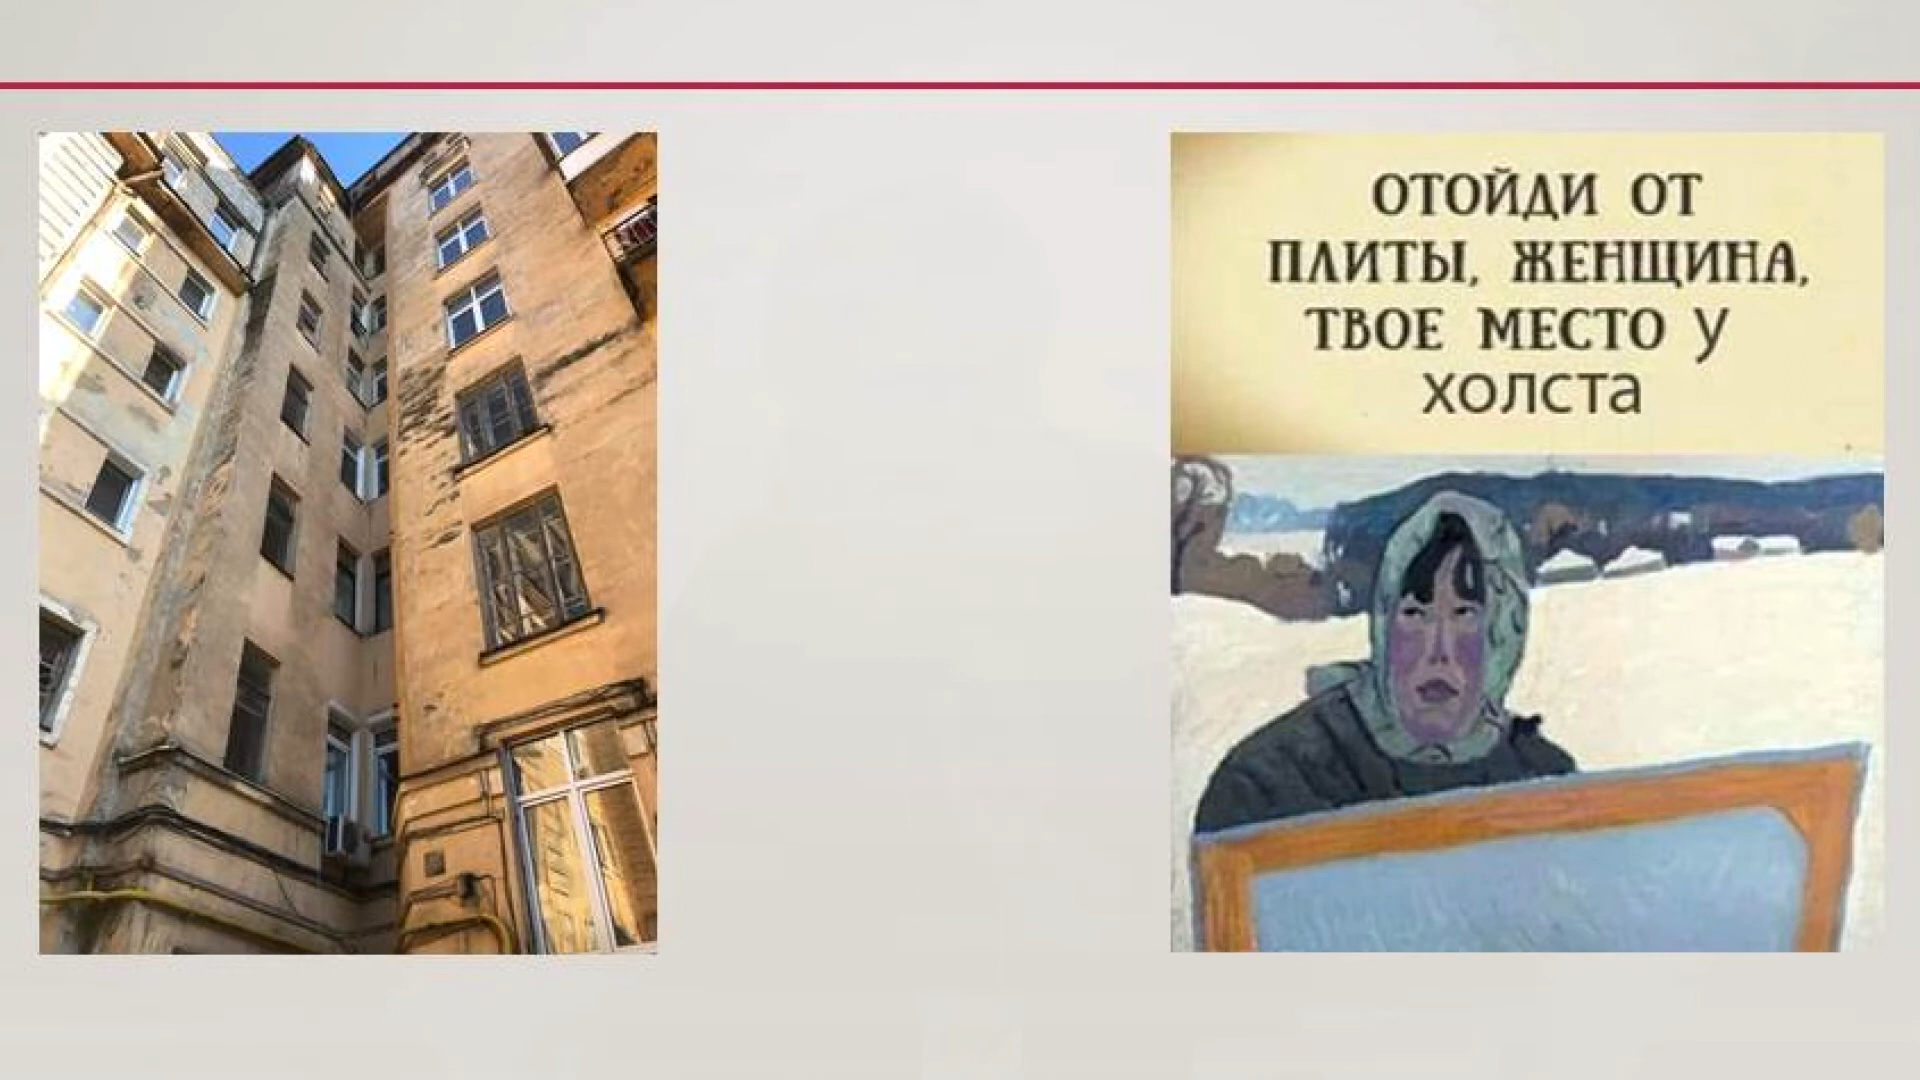 ОТОЙДИ ОТ
ПЛИТЫ, ЖЕНЩИНА,
ТВОЕ МЕСТО У
ХОЛСТА